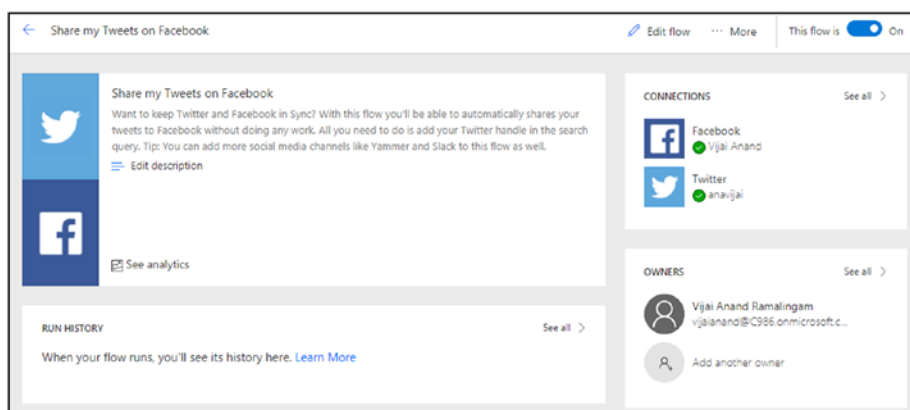 Share my Tweets on Facebook
Edit flow
··· More
This flow is
On
Share my Tweets on Facebook
Want to keep Twitter and Facebook in Sync? With this flow you'll be able to automatically shares your
tweets to Facebook without doing any work. All you need to do is add your Twitter handle in the search
query. Tip: You can add more social media channels like Yammer and Slack to this flow as well.
Edit description
See analytics
RUN HISTORY
See all
When your flow runs, you'll see its history here. Learn More
CONNECTIONS
See all
Facebook
Vijai Anand
Twitter
anavijai
OWNERS
See all
Vijai Anand Ramalingam
vijaianand@C986.onmicrosoft.c...
Add another owner